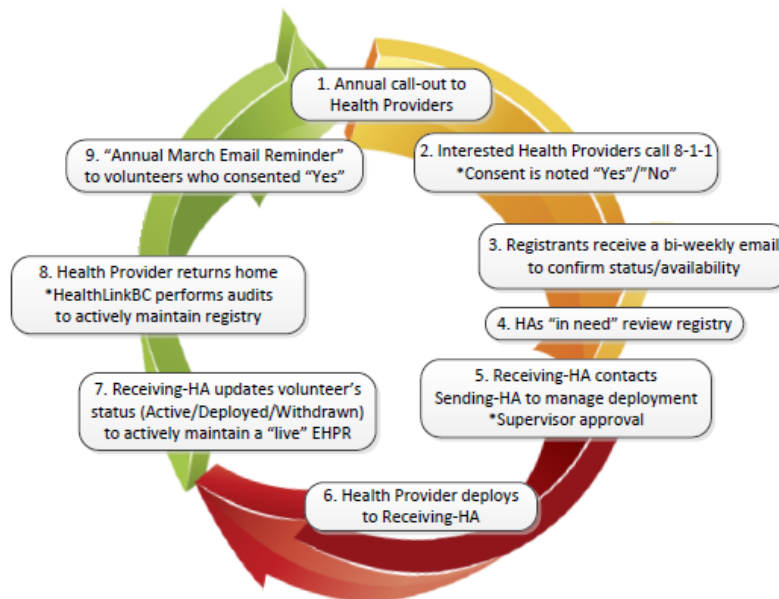 1. Annual call-out to
Health Providers
2. Interested Health Providers call 8-1-1
*Consent is noted “Yes”/”No”
3. Registrants receive a bi-weekly email
to confirm status/availability
4. HAs “in need” review registry
5. Receiving-HA contacts
Sending-HA to manage deployment
*Supervisor approval
6. Health Provider deploys
to Receiving-HA
7. Receiving-HA updates volunteer’s
status (Active/Deployed/Withdrawn)
to actively maintain a “live” EHPR
8. Health Provider returns home
*HealthLinkBC performs audits
to actively maintain registry
9. “Annual March Email Reminder”
to volunteers who consented “Yes”